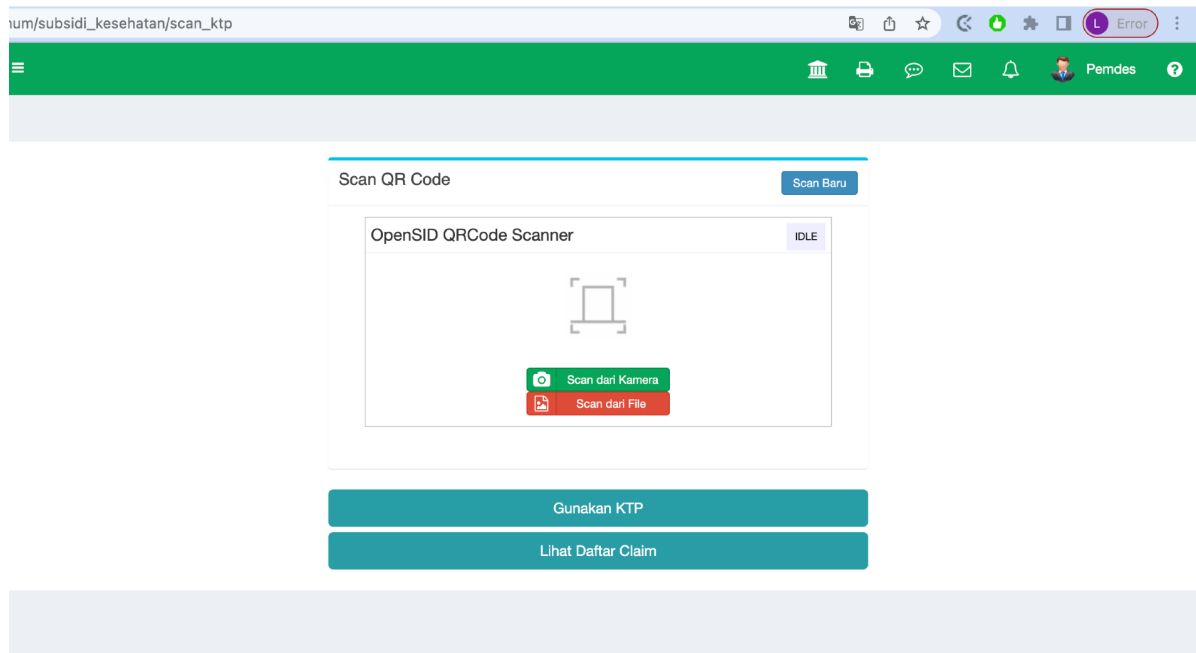 num/subsidi_kesehatan/scan_ktp
L Error
Pemdes
Scan QR Code
Scan Baru
OpenSID QRCode Scanner
IDLE
Scan dari Kamera
Scan dari File
Gunakan KTP
Lihat Daftar Claim